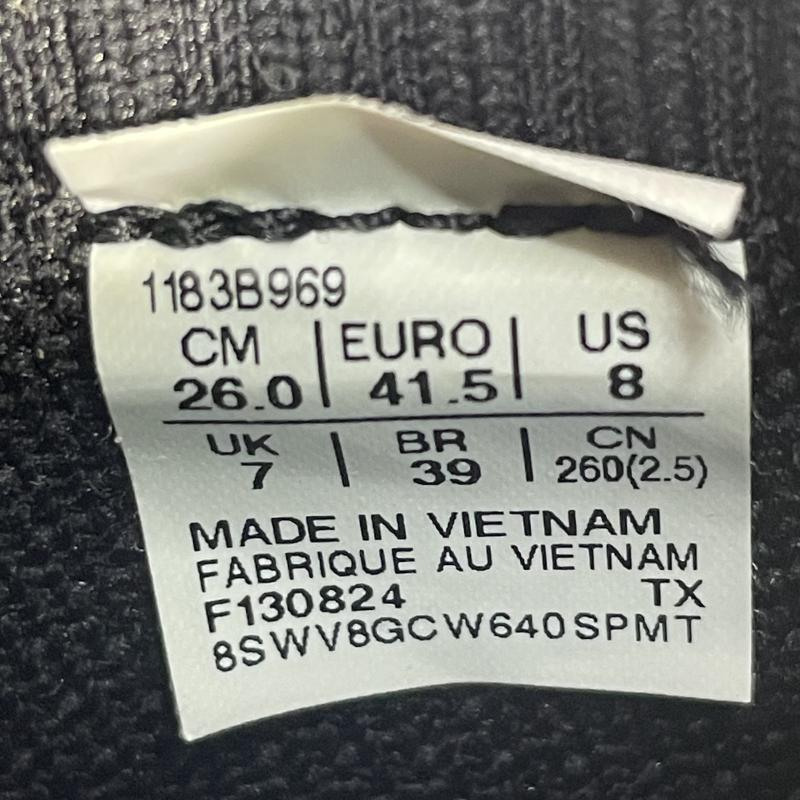 1183B969
CM | EURO | US
26.0 | 41.5 | 8
UK | BR | CN
7 | 39 | 260(2.5)
MADE IN VIETNAM
FABRIQUE AU VIETNAM
F130824 TX
8SWV8GCW640SPMT